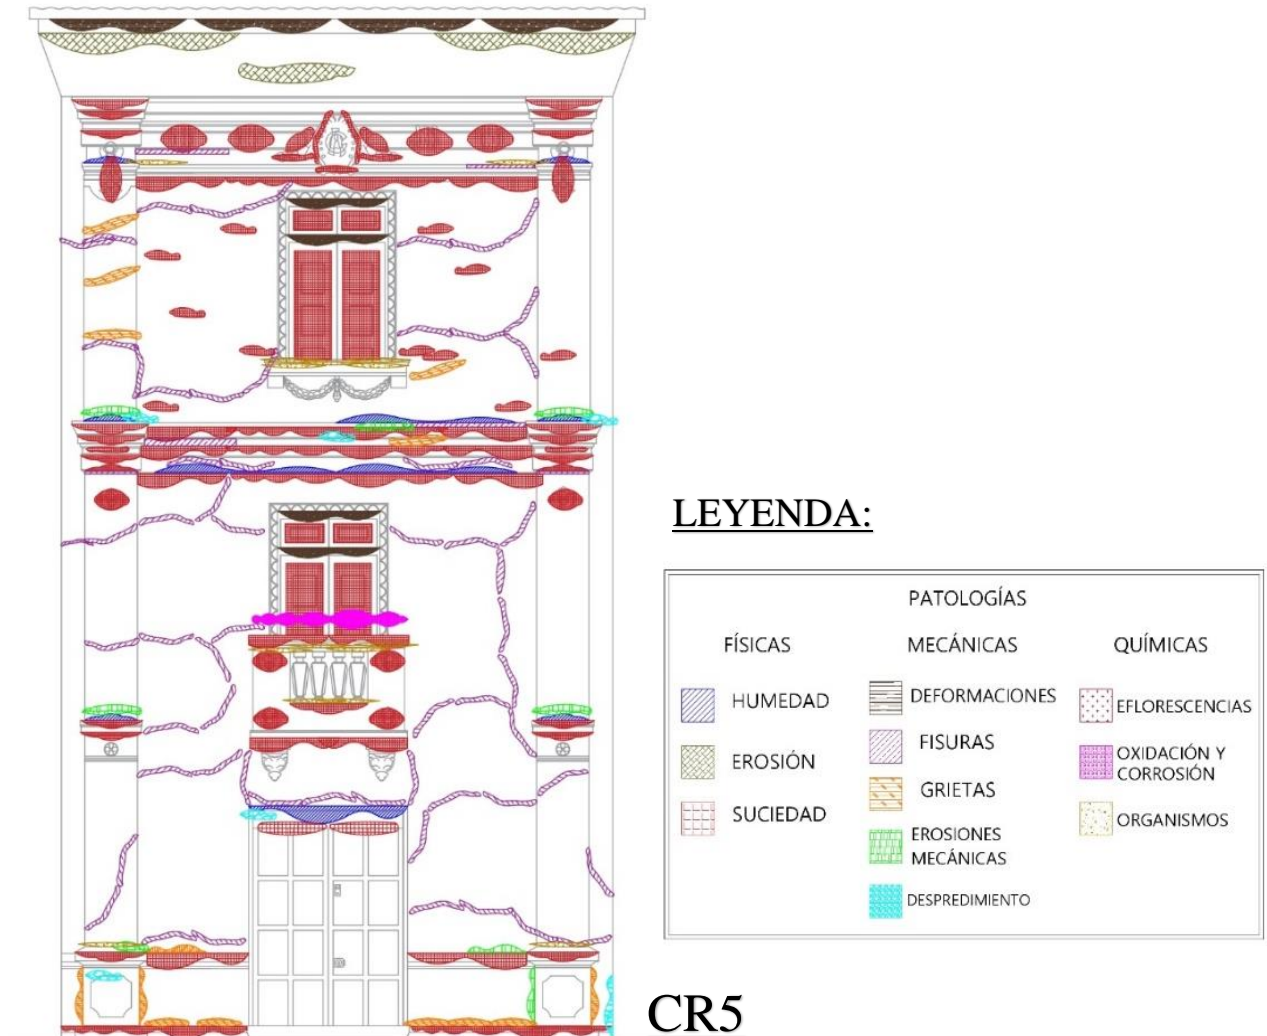 LEYENDA:
PATOLOGÍAS
FÍSICAS
HUMEDAD
EROSIÓN
SUCIEDAD
MECÁNICAS
DEFORMACIONES
FISURAS
GRIETAS
EROSIONES
MECÁNICAS
DESPREDIMIENTO
QUÍMICAS
EFLORESCENCIAS
OXIDACIÓN Y
CORROSIÓN
ORGANISMOS
CR5